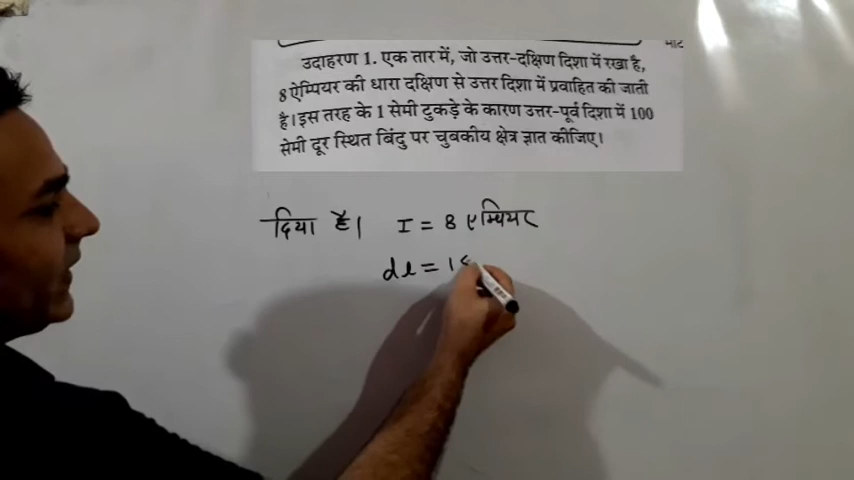 उदाहरण 1. एक तार में, जो उत्तर-दक्षिण दिशा में रखा है,
8 ऐम्पियर की धारा दक्षिण से उत्तर दिशा में प्रवाहित की जाती
है। इस तरह के 1 सेमी टुकड़े के कारण उत्तर-पूर्व दिशा में 100
सेमी दूर स्थित बिंदु पर चुबकीय क्षेत्र ज्ञात कीजिए।
दिया है। I = 8 एम्पियर
dl = 1